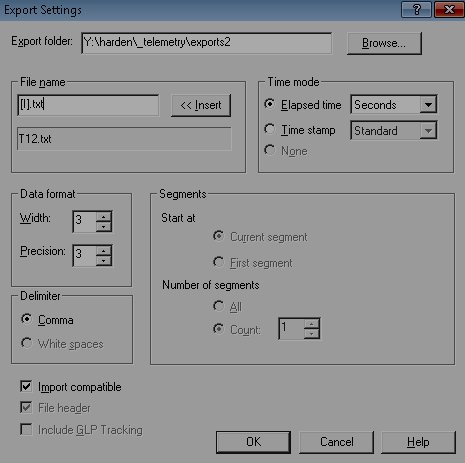 Export Settings
Export folder: Y:\harden\_telemetry\exports2 Browse...
File name
[I].txt << Insert
T12.txt
Time mode
Elapsed time Seconds
Time stamp Standard
None
Data format
Width: 3
Precision: 3
Segments
Start at
Current segment
First segment
Number of segments
All
Count: 1
Delimiter
Comma
White spaces
Import compatible
File header
Include GLP Tracking
OK Cancel Help